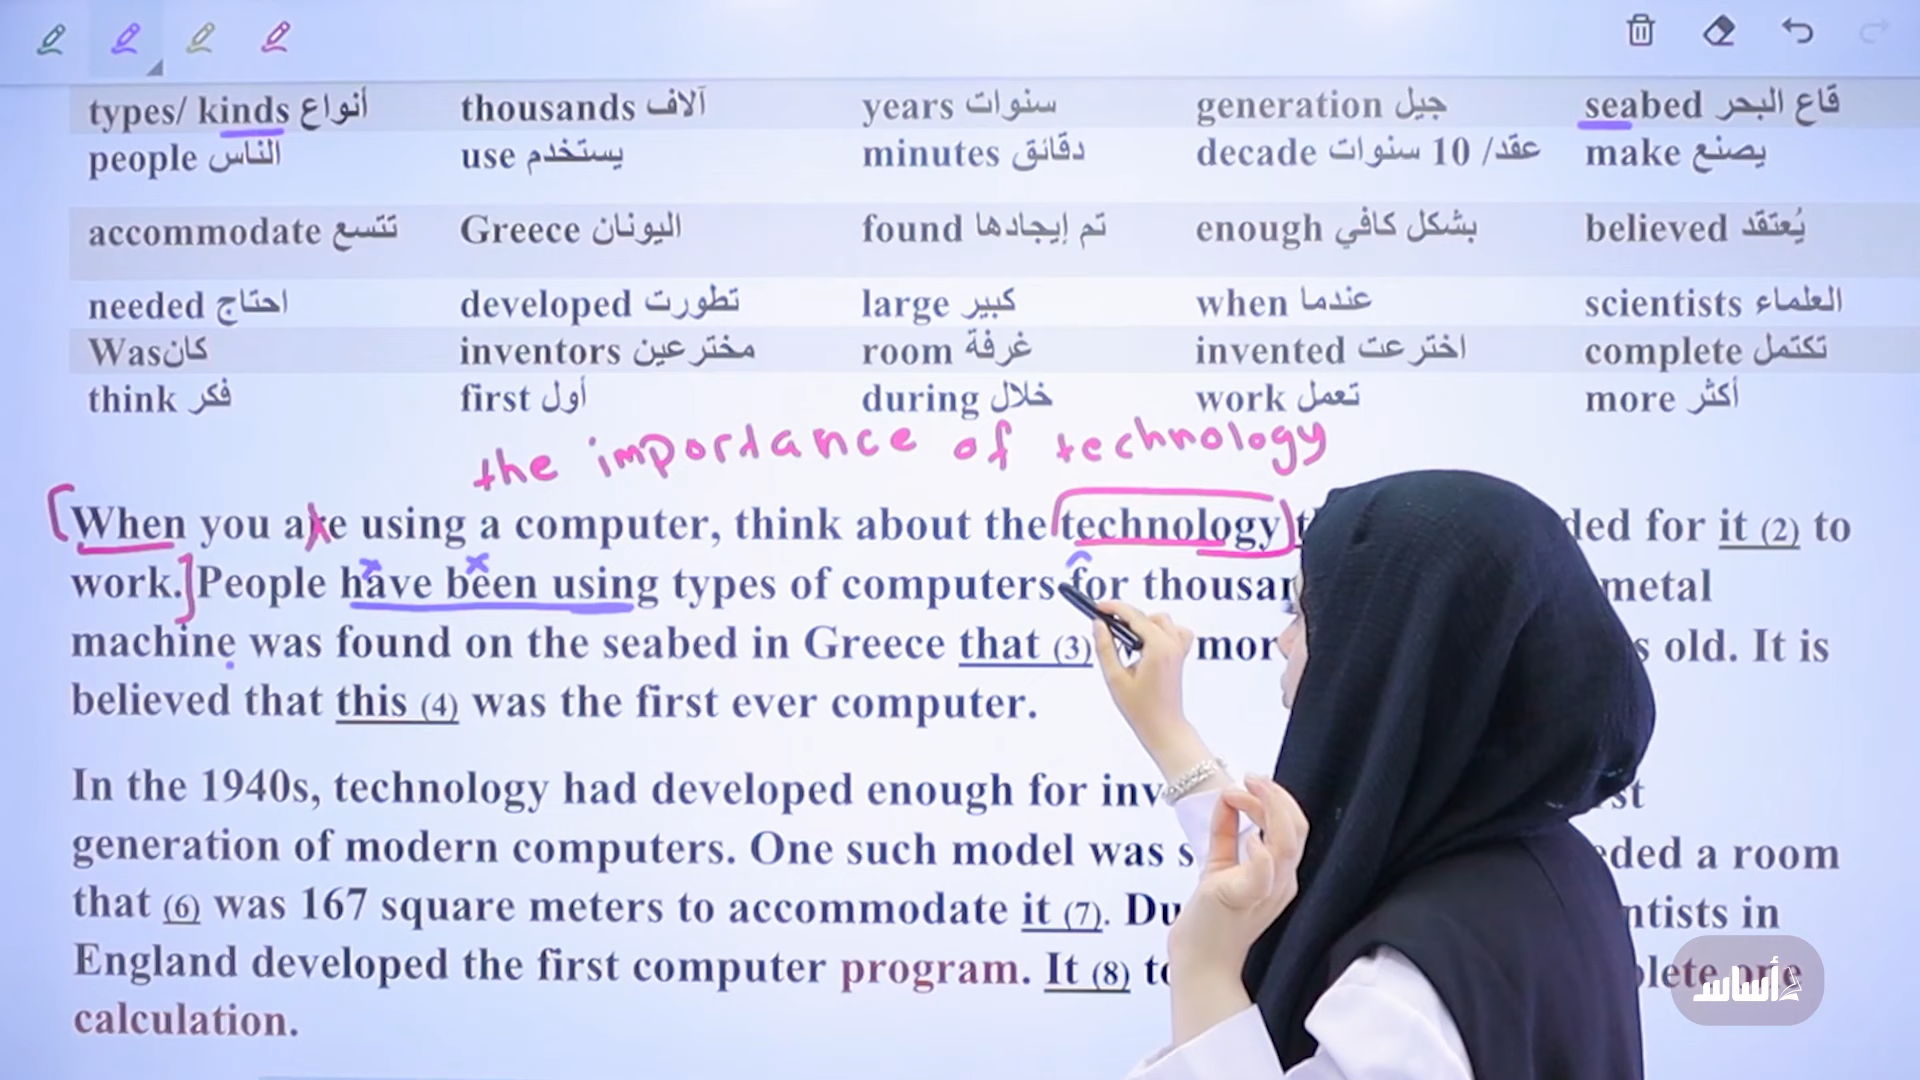 types/ kinds أنواع thousands آلاف years سنوات generation جيل seabed قاع البحر
people الناس use يستخدم minutes دقائق decade عقد/ 10 سنوات make يصنع
accommodate تتسع Greece اليونان found تم إيجادها enough بشكل كافي believed يُعتقد
needed احتاج developed تطورت large كبير when عندما scientists العلماء
Was كان inventors مخترعين room غرفة invented اخترعت complete تكتمل
think فكر first أول during خلال work تعمل more أكثر
the importance of technology
When you are using a computer, think about the technology for it (2) to
work. People have been using types of computers for metal
machine was found on the seabed in Greece that (3) old. It is
believed that this (4) was the first ever computer.
In the 1940s, technology had developed enough for
generation of modern computers. One such model was a room
that (6) was 167 square meters to accommodate it (7). in
England developed the first computer program. It (8) one
calculation.
أساس